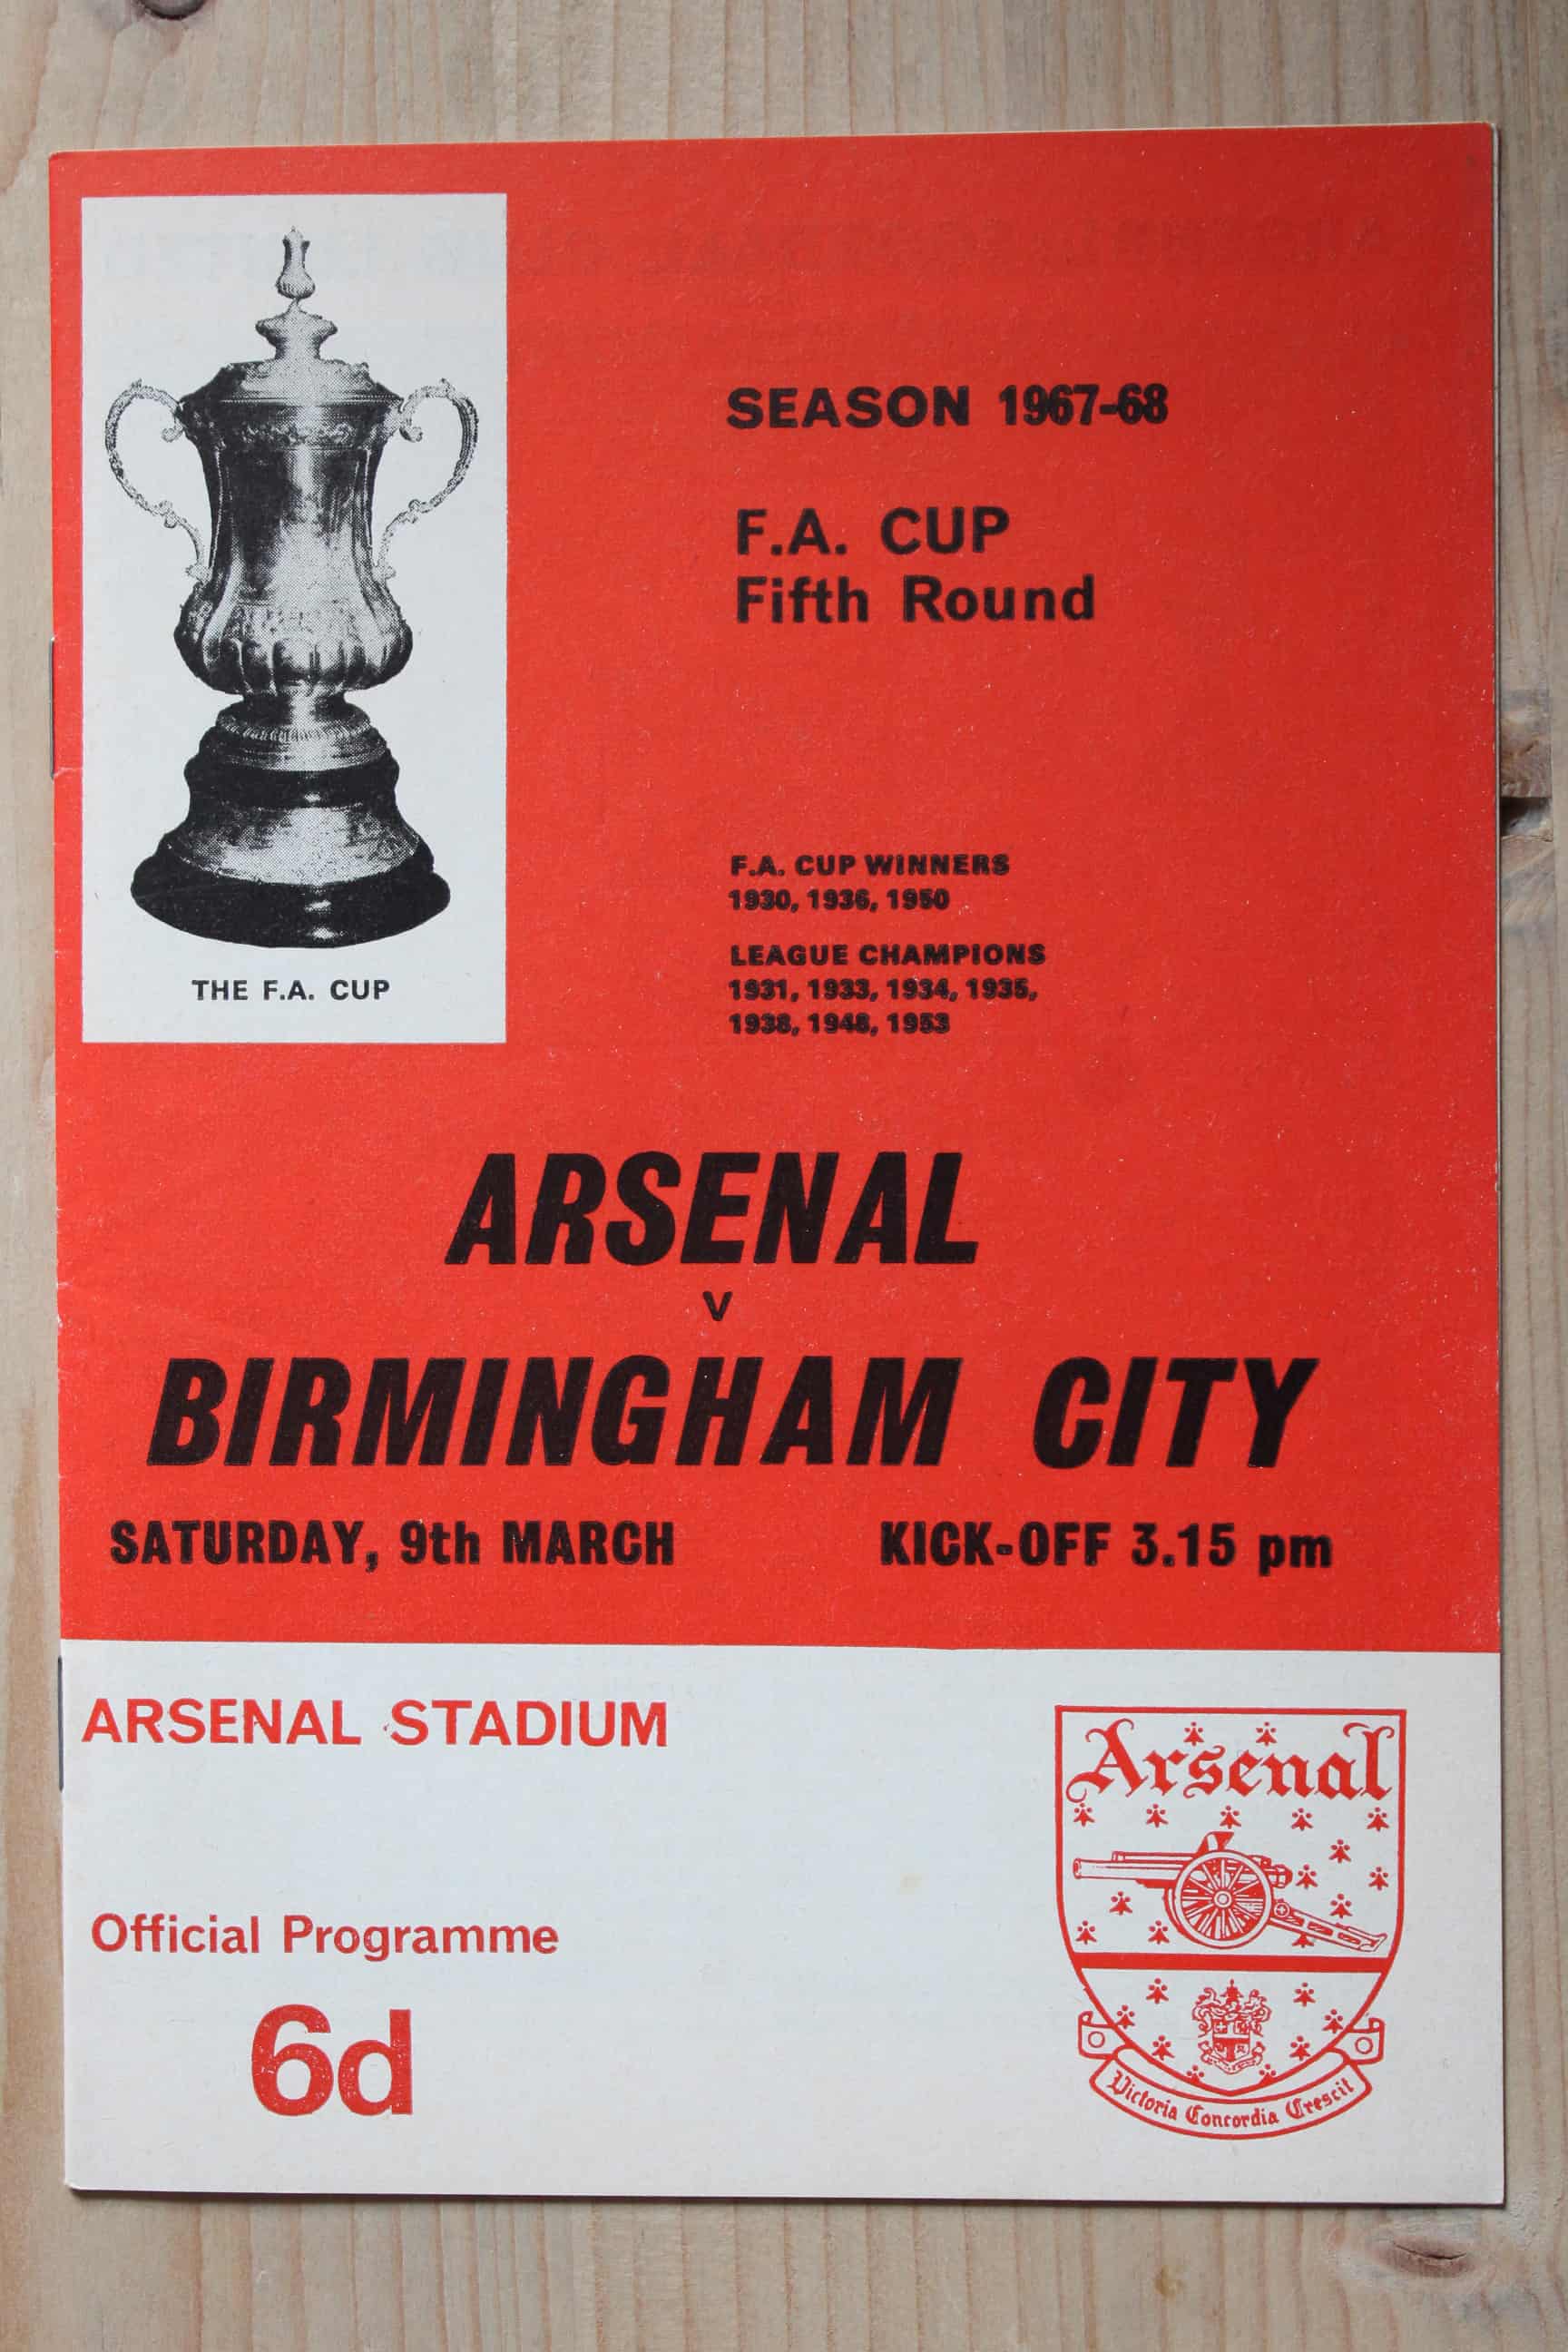 SEASON 1967-68
F.A. CUP
Fifth Round
F.A. CUP WINNERS
1930, 1936, 1950
LEAGUE CHAMPIONS
1931, 1933, 1934, 1935,
1938, 1948, 1953
THE F.A. CUP
ARSENAL
v
BIRMINGHAM CITY
SATURDAY, 9th MARCH KICK-OFF 3.15 pm
ARSENAL STADIUM
Official Programme
6d
Arsenal
Victoria Concordia Crescit